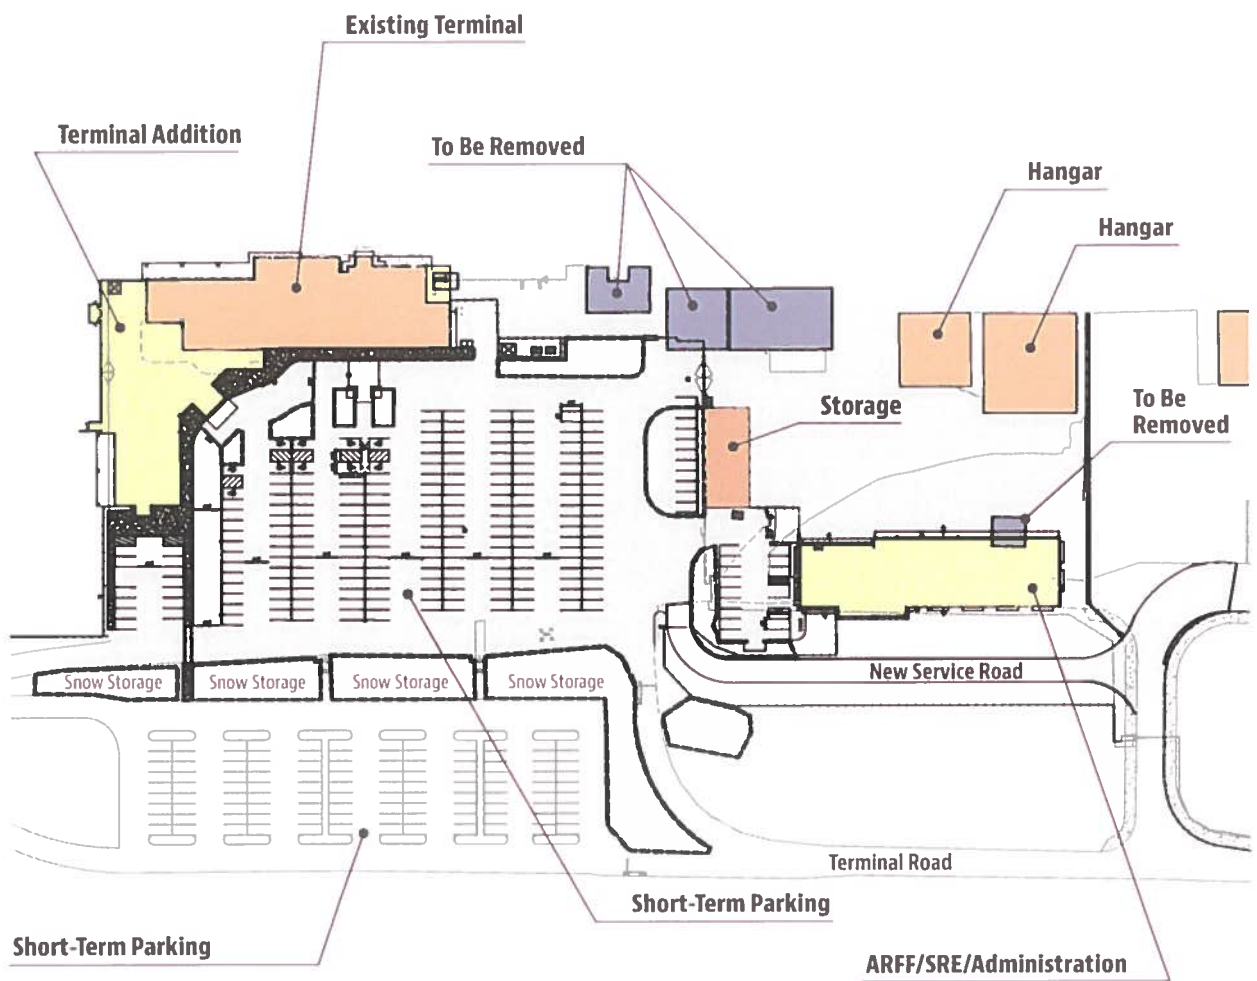 Existing Terminal
Terminal Addition
To Be Removed
Hangar
Hangar
Storage
To Be
Removed
New Service Road
Snow Storage
Snow Storage
Snow Storage
Snow Storage
Terminal Road
Short-Term Parking
Short-Term Parking
ARFF/SRE/Administration